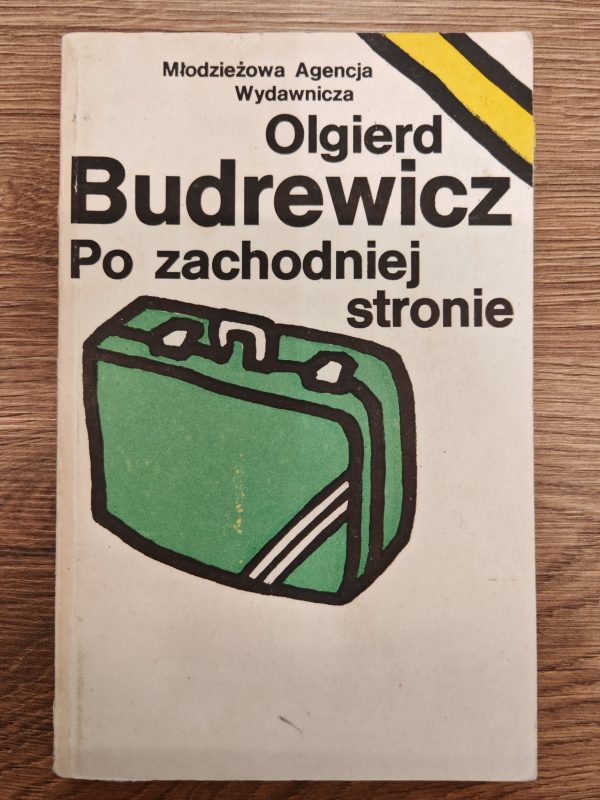 Młodzieżowa Agencja
Wydawnicza
Olgierd
Budrewicz
Po zachodniej
stronie